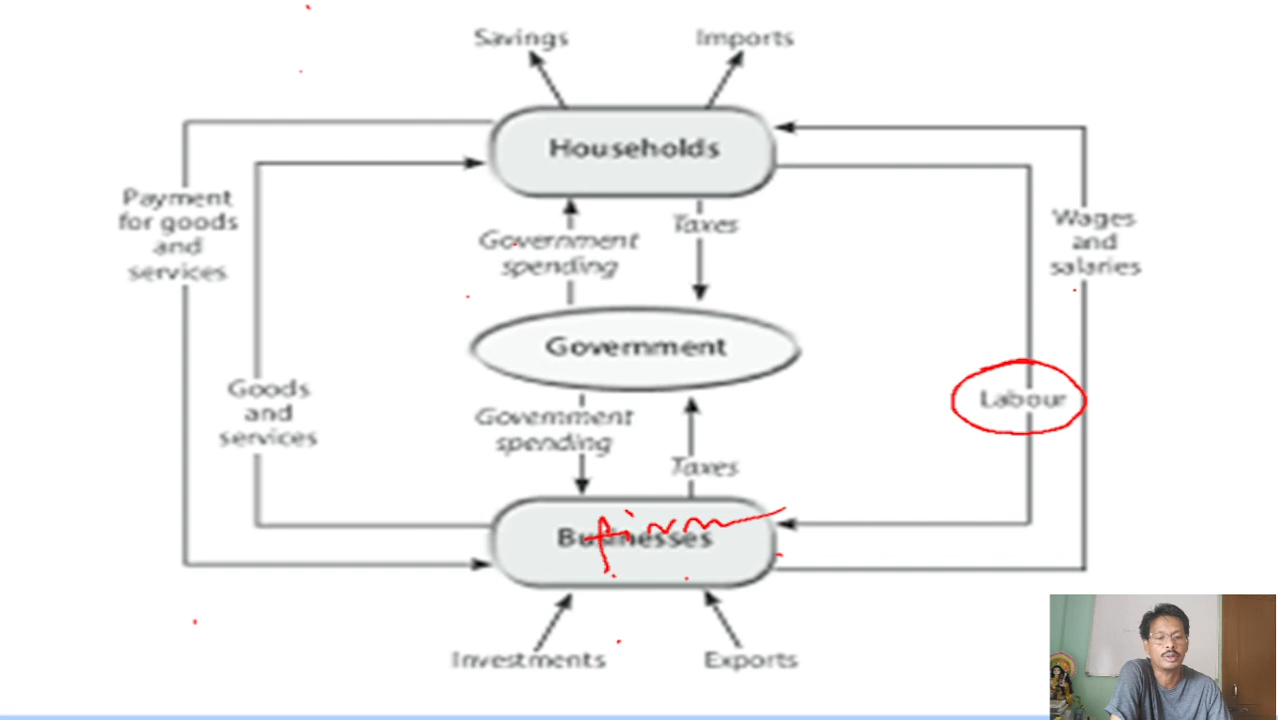 Savings
Imports
Households
Payment
for goods
and
services
Government
spending
Taxes
Wages
and
salaries
Government
Goods
and
services
Government
spending
Taxes
Labour
Businesses
firm
Investments
Exports